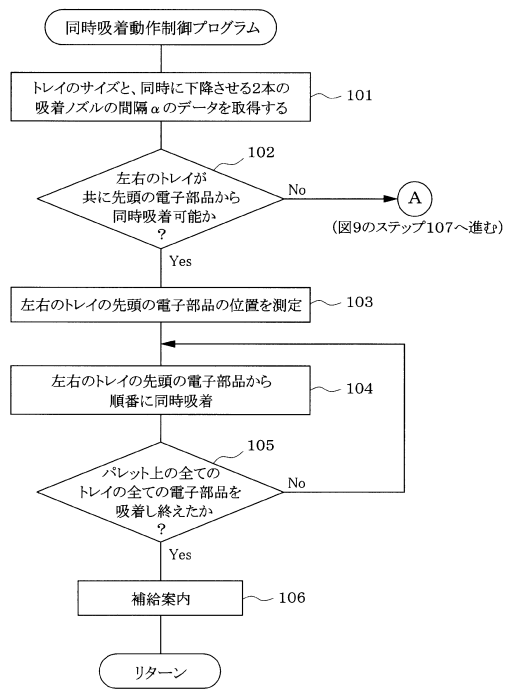 同時吸着動作制御プログラム
トレイのサイズと、同時に下降させる2本の
吸着ノズルの間隔αのデータを取得する
101
102
左右のトレイが
共に先頭の電子部品から
同時吸着可能か
?
No
A
(図9のステップ107へ進む)
Yes
左右のトレイの先頭の電子部品の位置を測定
103
左右のトレイの先頭の電子部品から
順番に同時吸着
104
105
パレット上の全ての
トレイの全ての電子部品を
吸着し終えたか
?
No
Yes
補給案内
106
リターン